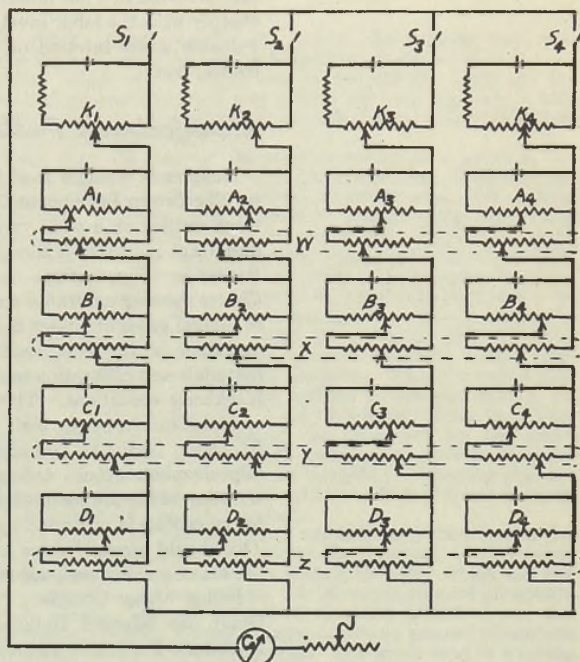 S1 S2 S3 S4
K1 K2 K3 K4
A1 A2 A3 A4
W
B1 B2 B3 B4
X
C1 C2 C3 C4
Y
D1 D2 D3 D4
Z
G